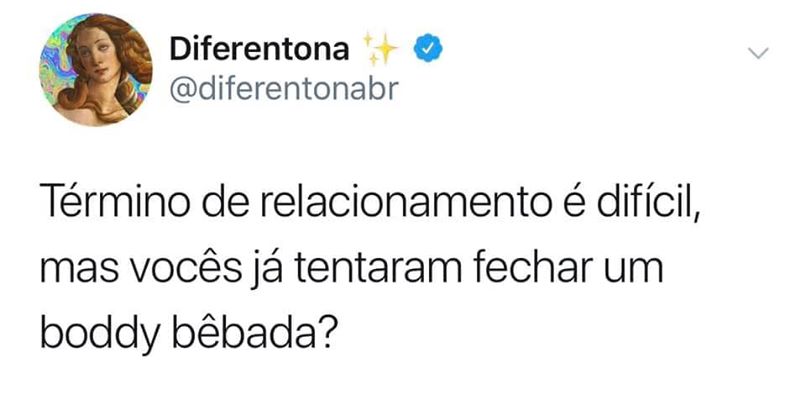 Diferentona ✨
@diferentonabr
Término de relacionamento é difícil,
mas vocês já tentaram fechar um
boddy bêbada?